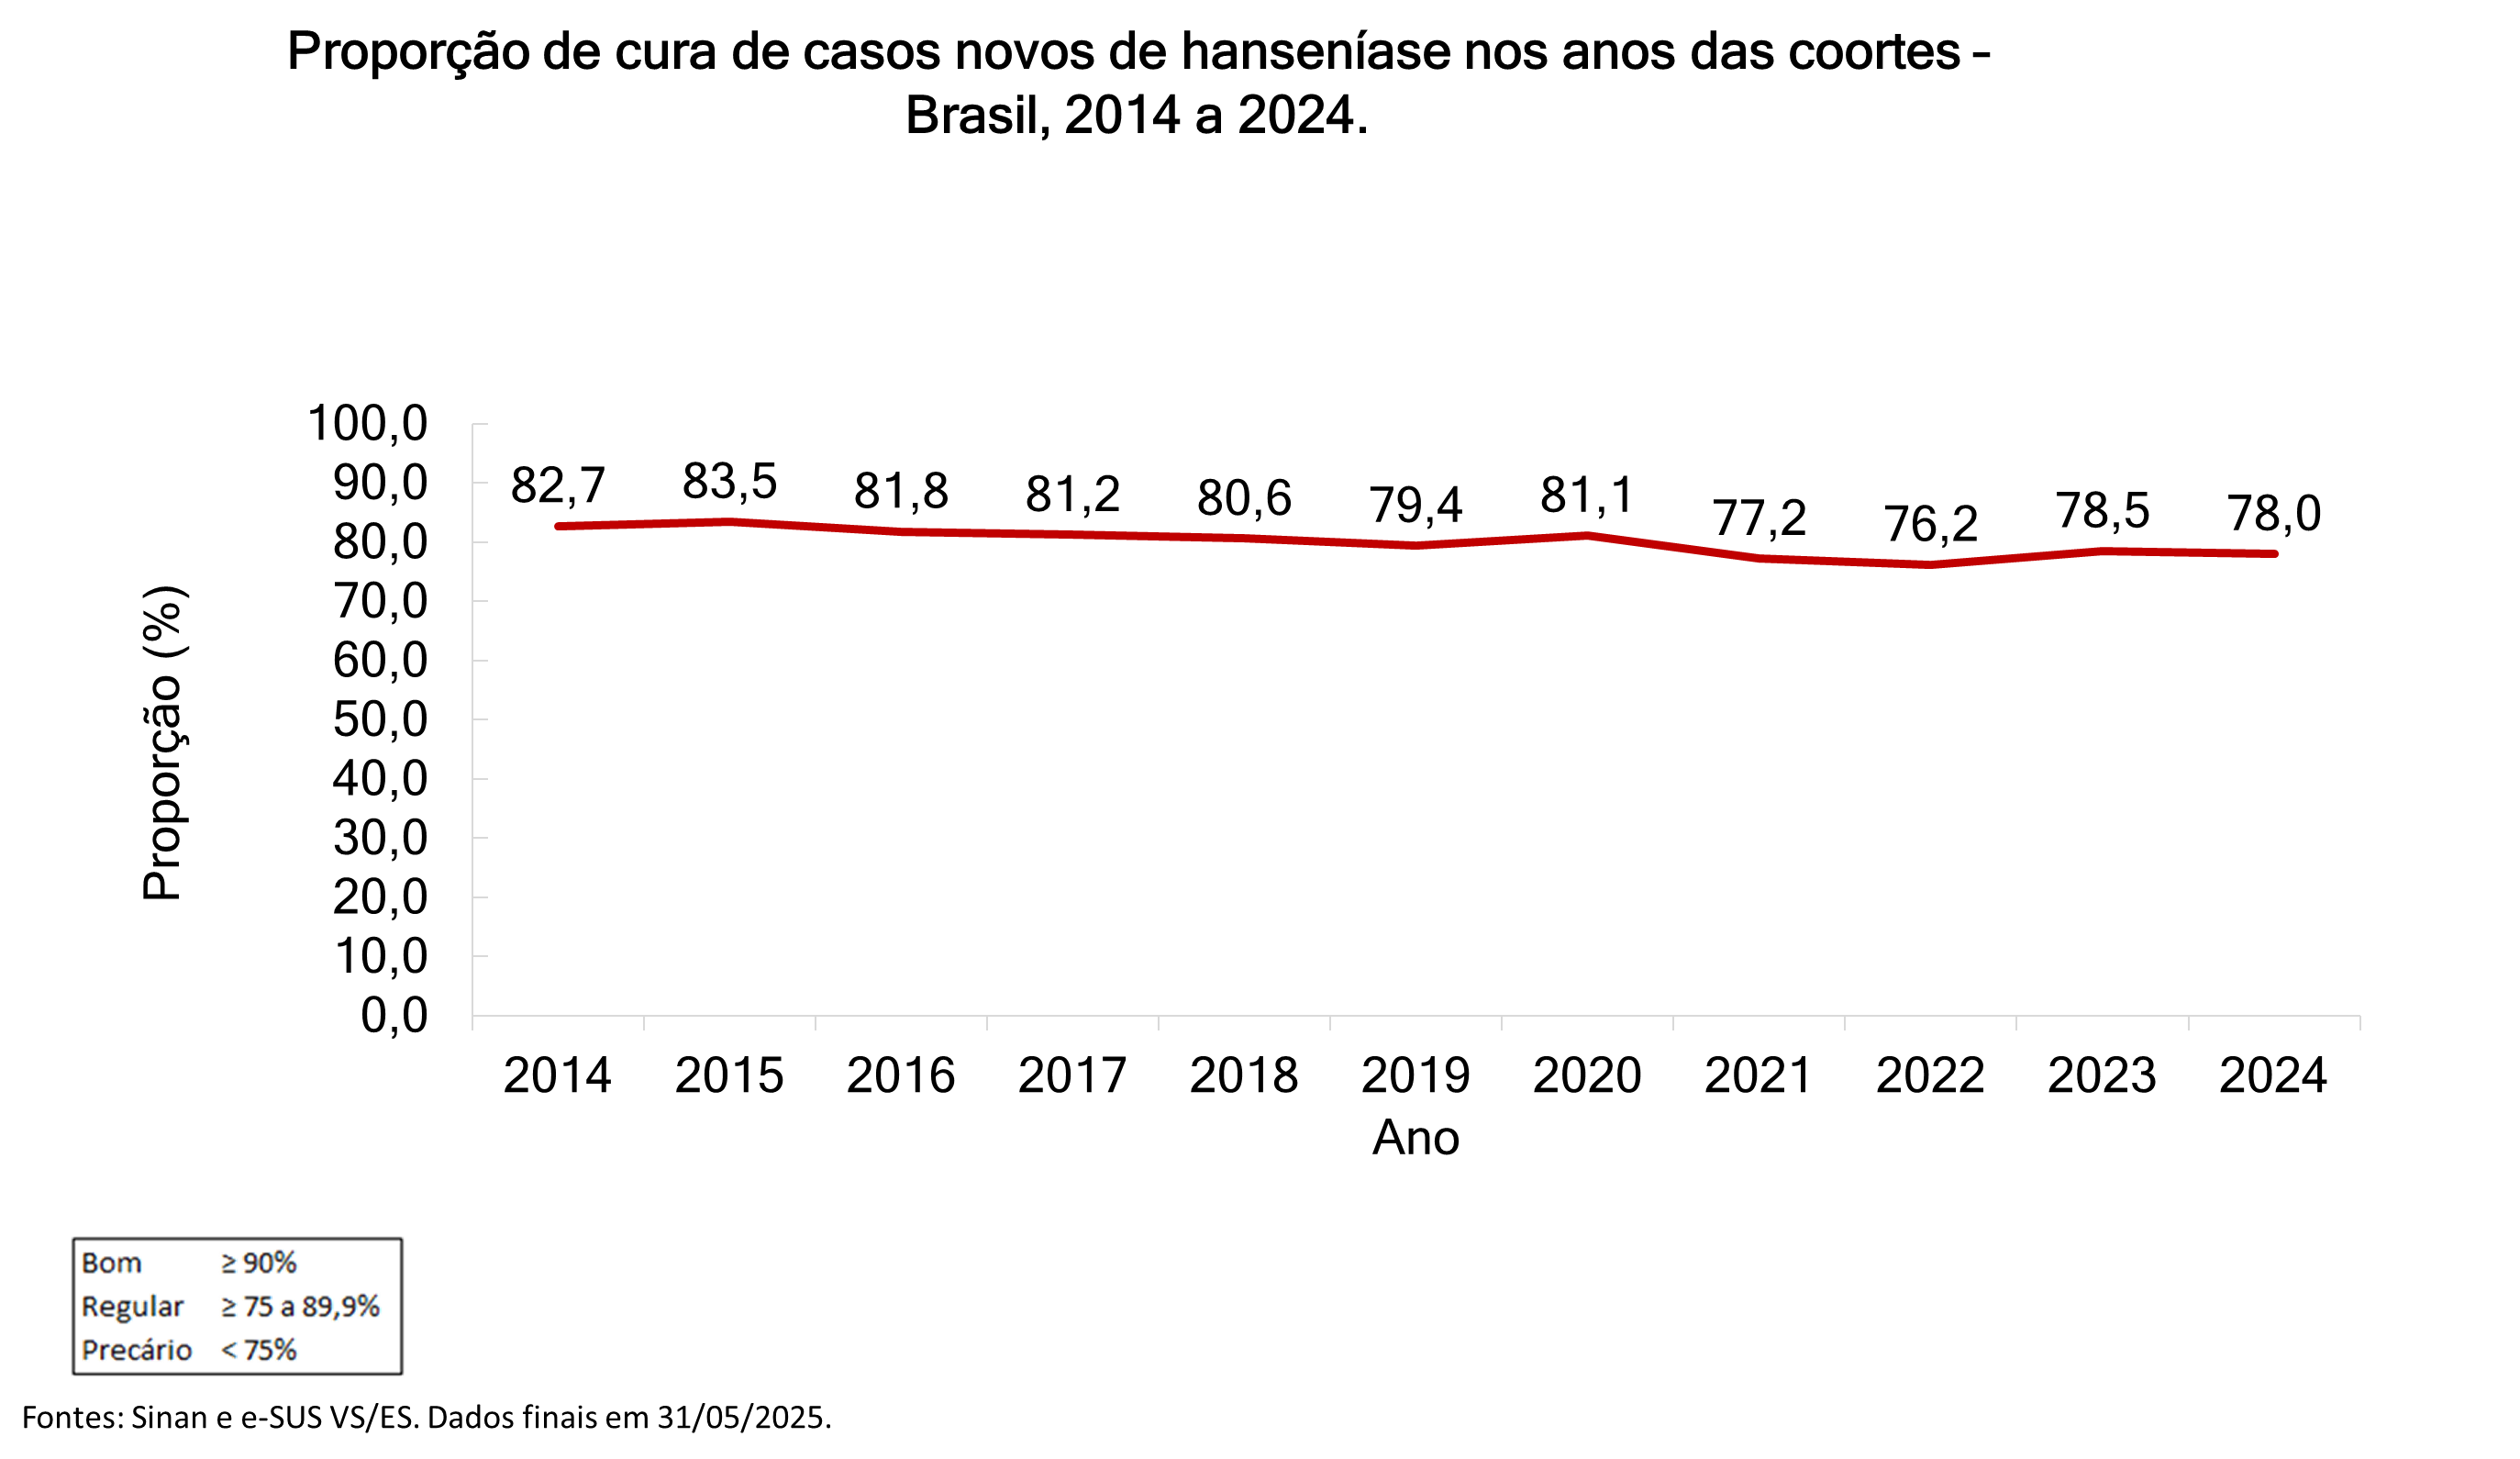 Proporção de cura de casos novos de hanseníase nos anos das coortes –
Brasil, 2014 a 2024.
100,0
90,0
80,0
70,0
60,0
50,0
40,0
30,0
20,0
10,0
0,0
Proporção (%)
82,7 83,5 81,8 81,2 80,6 79,4 81,1 77,2 76,2 78,5 78,0
2014 2015 2016 2017 2018 2019 2020 2021 2022 2023 2024
Ano
Bom ≥ 90%
Regular ≥ 75 a 89,9%
Precário < 75%
Fontes: Sinan e e-SUS VS/ES. Dados finais em 31/05/2025.